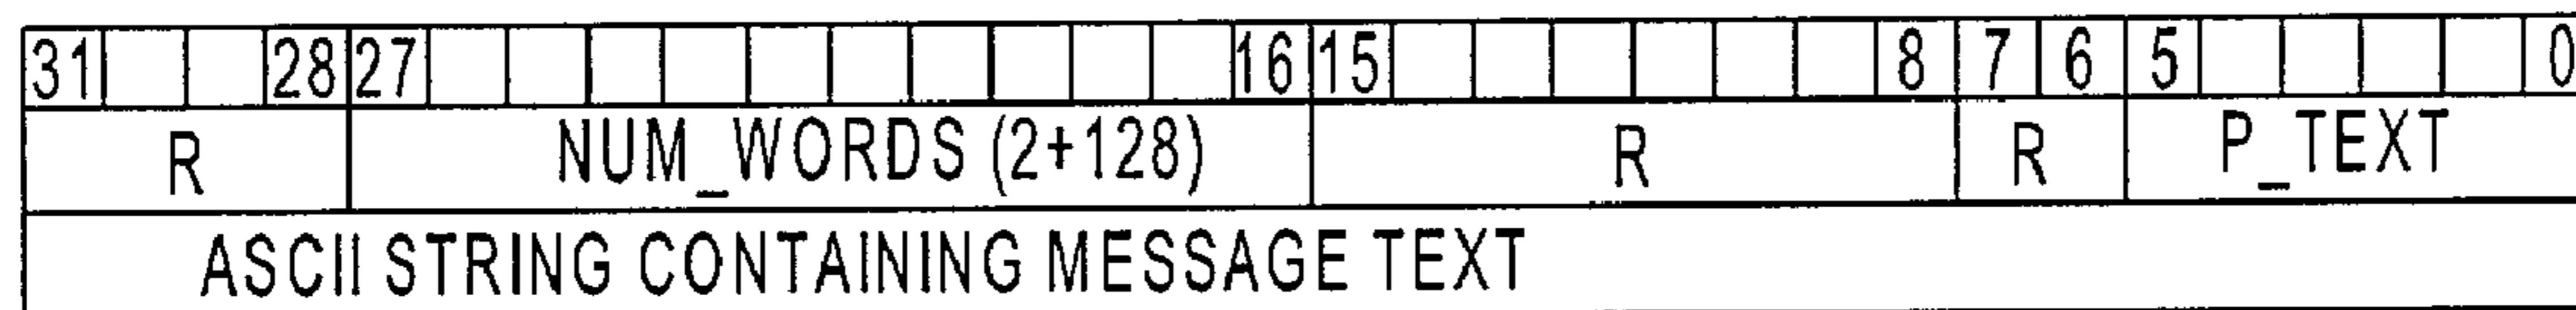 31 28 27 16 15 8 7 6 5 0
R NUM_WORDS (2+128) R R P_TEXT
ASCII STRING CONTAINING MESSAGE TEXT